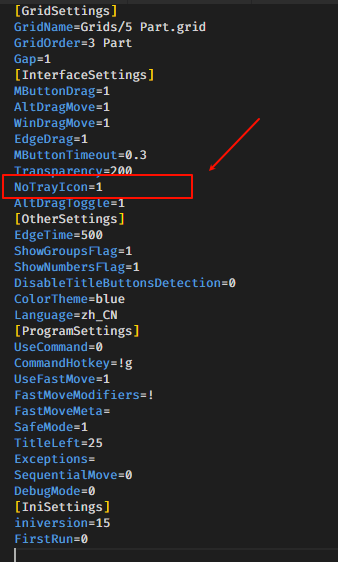 [GridSettings]
GridName=Grids/5 Part.grid
GridOrder=3 Part
Gap=1
[InterfaceSettings]
MButtonDrag=1
AltDragMove=1
WinDragMove=1
EdgeDrag=1
MButtonTimeout=0.3
Transparency=200
NoTrayIcon=1
AltDragToggle=1
[OtherSettings]
EdgeTime=500
ShowGroupsFlag=1
ShowNumbersFlag=1
DisableTitleButtonsDetection=0
ColorTheme=blue
Language=zh_CN
[ProgramSettings]
UseCommand=0
CommandHotkey=!g
UseFastMove=1
FastMoveModifiers=!
FastMoveMeta=
SafeMode=1
TitleLeft=25
Exceptions=
SequentialMove=0
DebugMode=0
[IniSettings]
iniversion=15
FirstRun=0